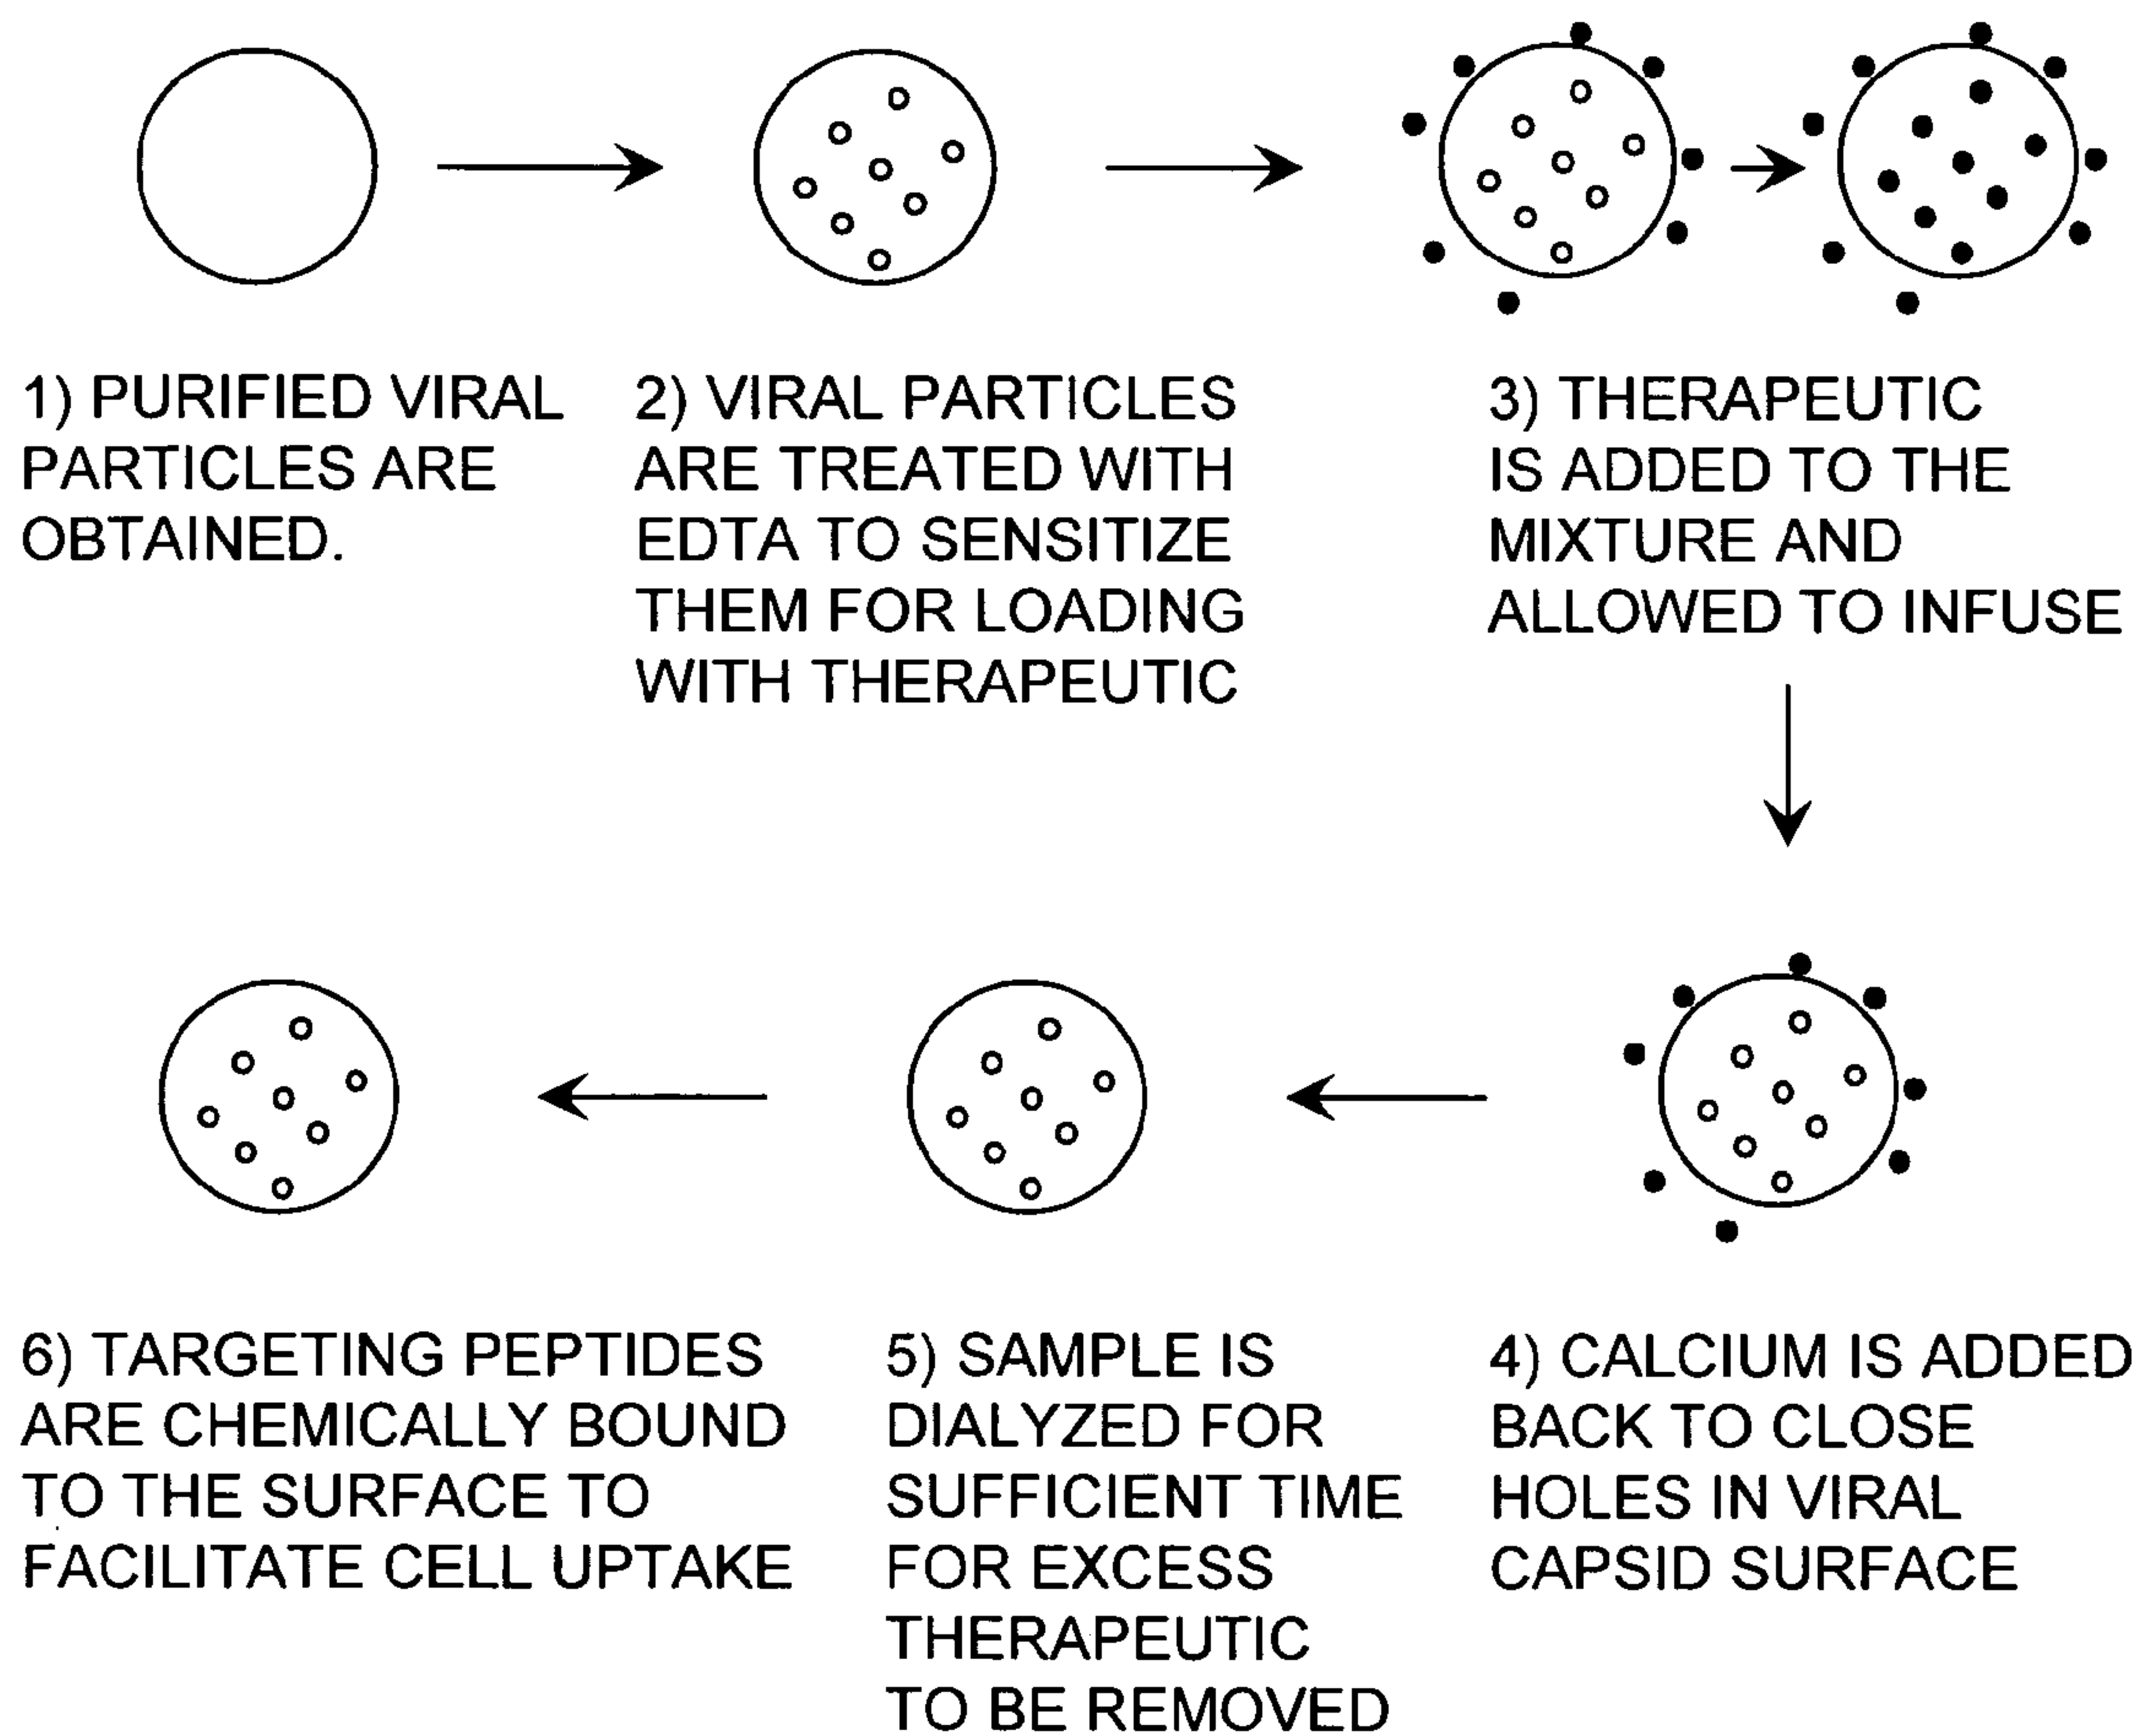 1) PURIFIED VIRAL
PARTICLES ARE
OBTAINED.
2) VIRAL PARTICLES
ARE TREATED WITH
EDTA TO SENSITIZE
THEM FOR LOADING
WITH THERAPEUTIC
3) THERAPEUTIC
IS ADDED TO THE
MIXTURE AND
ALLOWED TO INFUSE
6) TARGETING PEPTIDES
ARE CHEMICALLY BOUND
TO THE SURFACE TO
FACILITATE CELL UPTAKE
5) SAMPLE IS
DIALYZED FOR
SUFFICIENT TIME
FOR EXCESS
THERAPEUTIC
TO BE REMOVED
4) CALCIUM IS ADDED
BACK TO CLOSE
HOLES IN VIRAL
CAPSID SURFACE